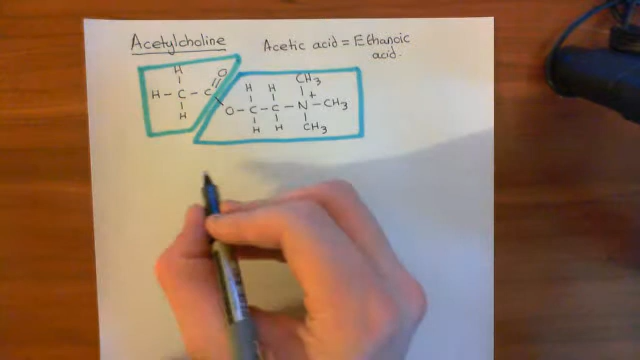 Acetylcholine
Acetic acid = Ethanoic
acid.
H
O
H – C – C
H
H H CH3
O – C – C – N – CH3
+
H H CH3